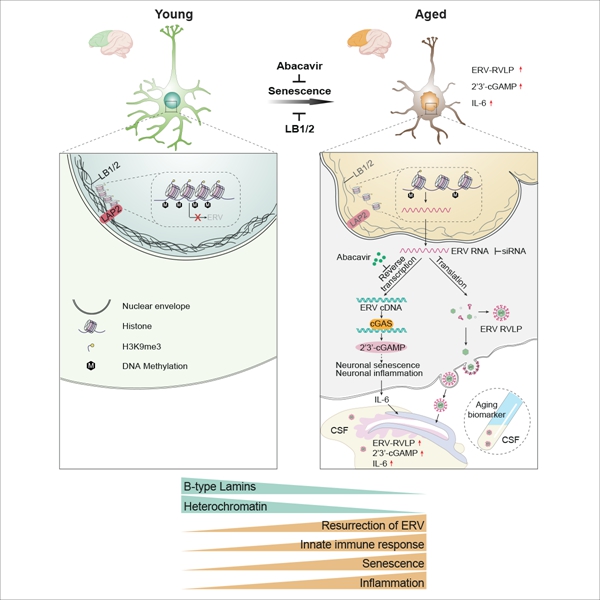 Young
Aged
Abacavir
Senescence
LB1/2
ERV-RVLP ↑
2'3'-cGAMP ↑
IL-6 ↑
LB1/2
LAP2
M M M M
ERV
Nuclear envelope
Histone
H3K9me3
M DNA Methylation
LB1/2
LAP2
M M
ERV RNA
siRNA
Abacavir
Reverse
transcription
Translation
ERV cDNA
cGAS
2'3'-cGAMP
Neuronal senescence
Neuronal inflammation
IL-6
ERV RVLP
CSF
ERV-RVLP ↑
2'3'-cGAMP ↑
IL-6 ↑
Aging
biomarker
CSF
B-type Lamins
Heterochromatin
Resurrection of ERV
Innate immune response
Senescence
Inflammation